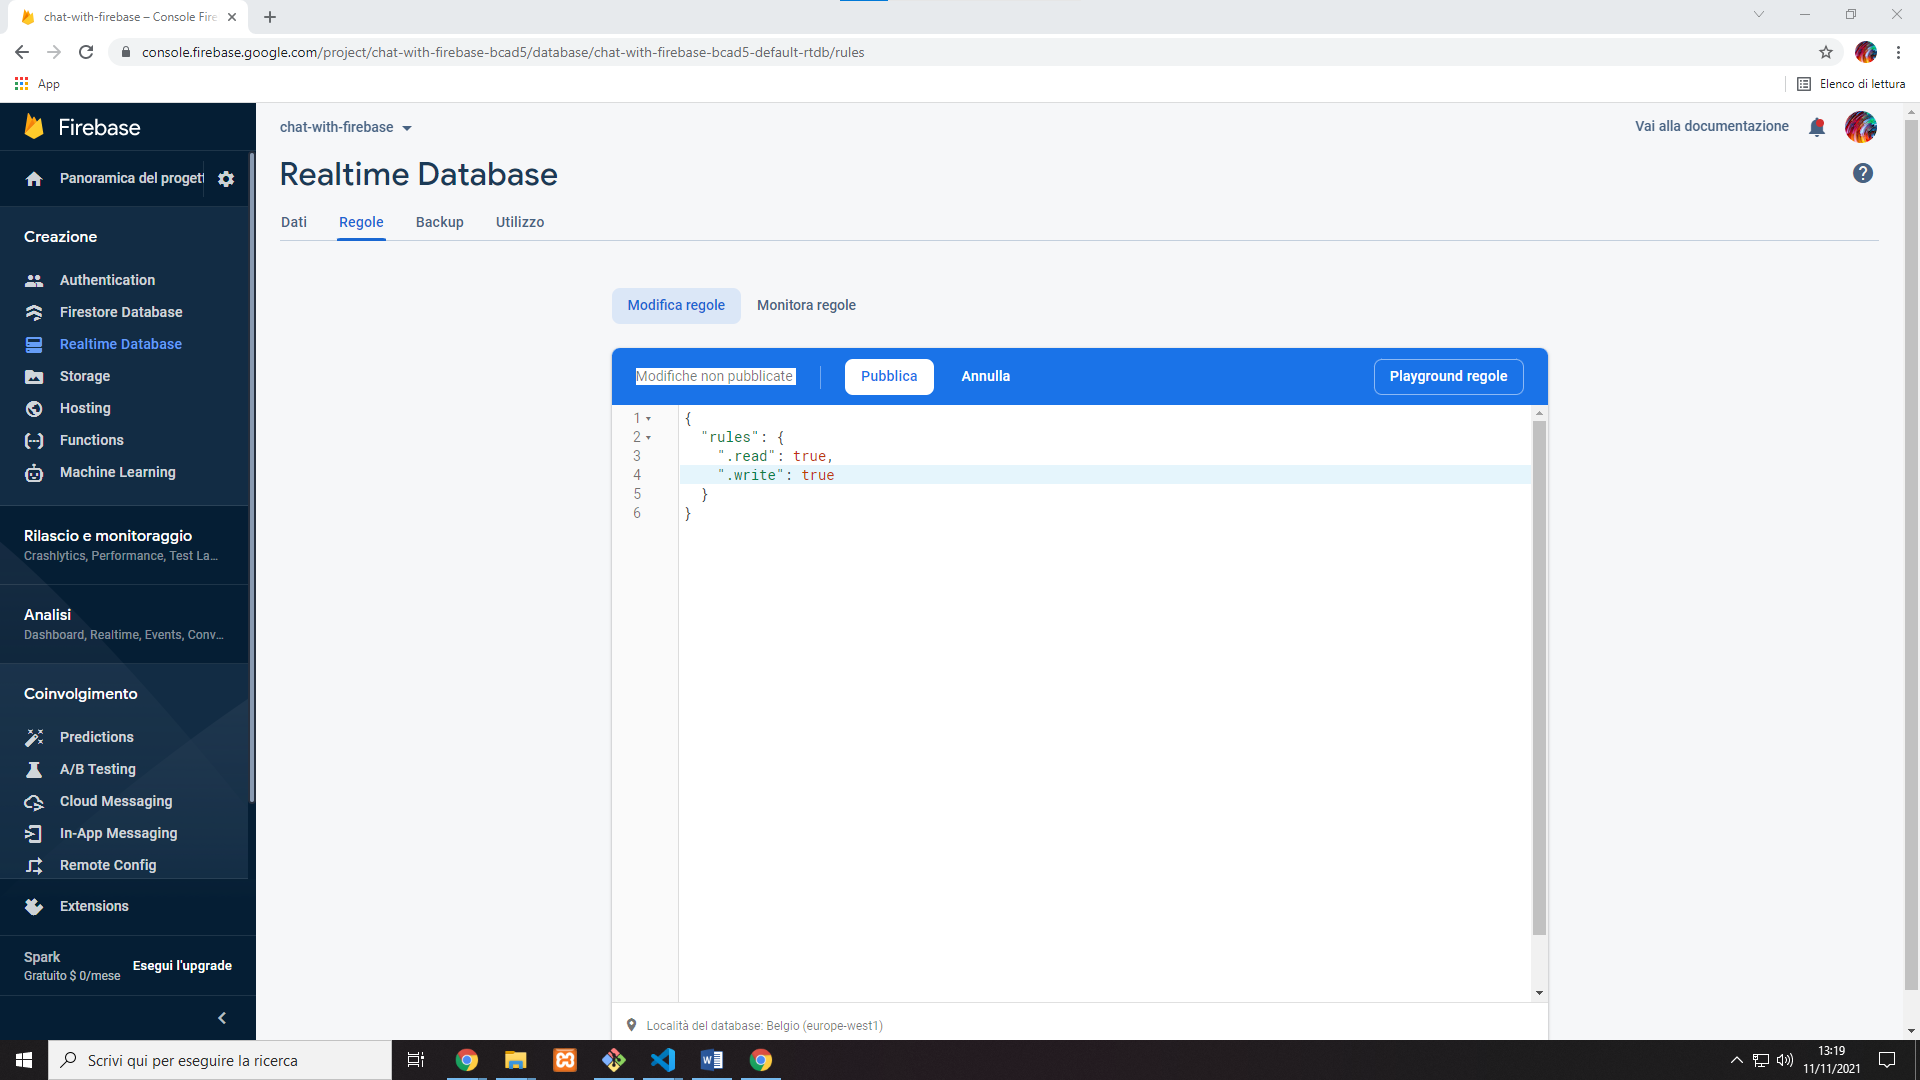 chat-with-firebase – Console Fire
console.firebase.google.com/project/chat-with-firebase-bcad5/database/chat-with-firebase-bcad5-default-rtdb/rules
App
Elenco di lettura
Firebase
chat-with-firebase
Vai alla documentazione
Panoramica del proget
Realtime Database
Dati Regole Backup Utilizzo
Creazione
Authentication
Firestore Database
Realtime Database
Storage
Hosting
Functions
Machine Learning
Rilascio e monitoraggio
Crashlytics, Performance, Test La...
Analisi
Dashboard, Realtime, Events, Conv...
Coinvolgimento
Predictions
A/B Testing
Cloud Messaging
In-App Messaging
Remote Config
Extensions
Spark
Gratuito $ 0/mese
Esegui l'upgrade
Modifica regole Monitora regole
Modifiche non pubblicate Pubblica Annulla Playground regole
1 {
2 "rules": {
3 ".read": true,
4 ".write": true
5 }
6 }
Località del database: Belgio (europe-west1)
Scrivi qui per eseguire la ricerca
13:19
11/11/2021